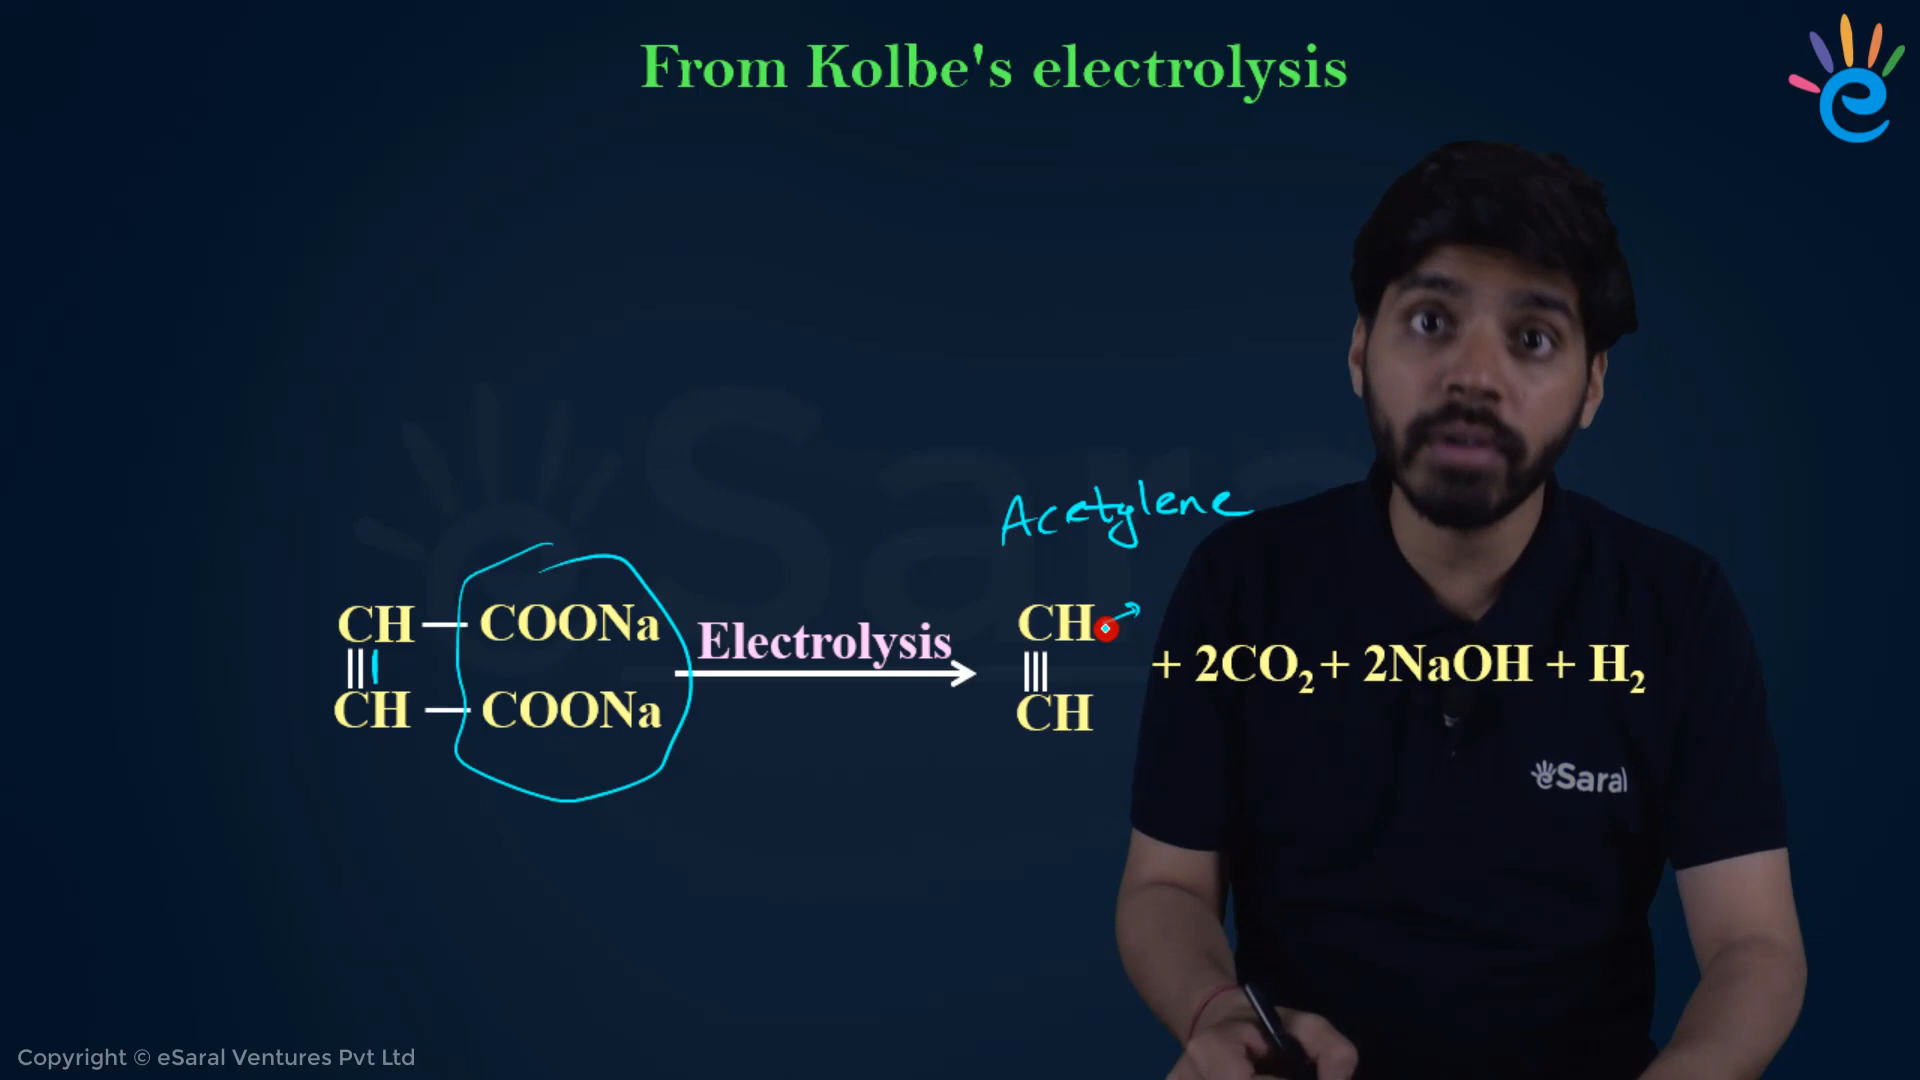 From Kolbe's electrolysis
Acetylene
CH — COONa
||
CH — COONa
Electrolysis
CH
|||
CH
+ 2CO₂ + 2NaOH + H₂
eSaral
Copyright © eSaral Ventures Pvt Ltd